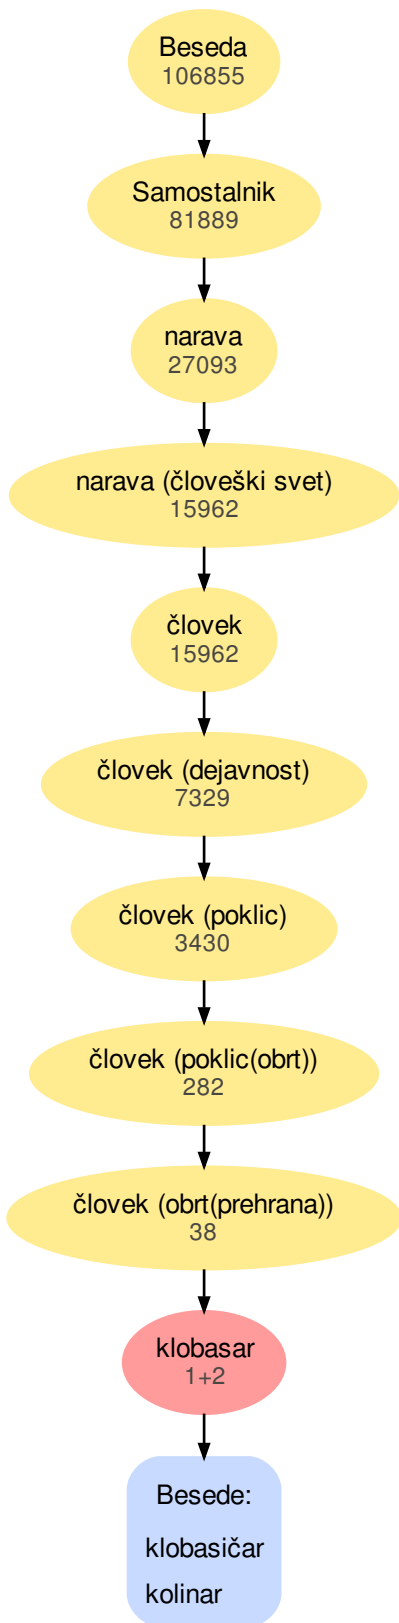 Beseda
106855
Samostalnik
81889
narava
27093
narava (človeški svet)
15962
človek
15962
človek (dejavnost)
7329
človek (poklic)
3430
človek (poklic(obrt))
282
človek (obrt(prehrana))
38
klobasar
1+2
Besede:
klobasičar
kolinar